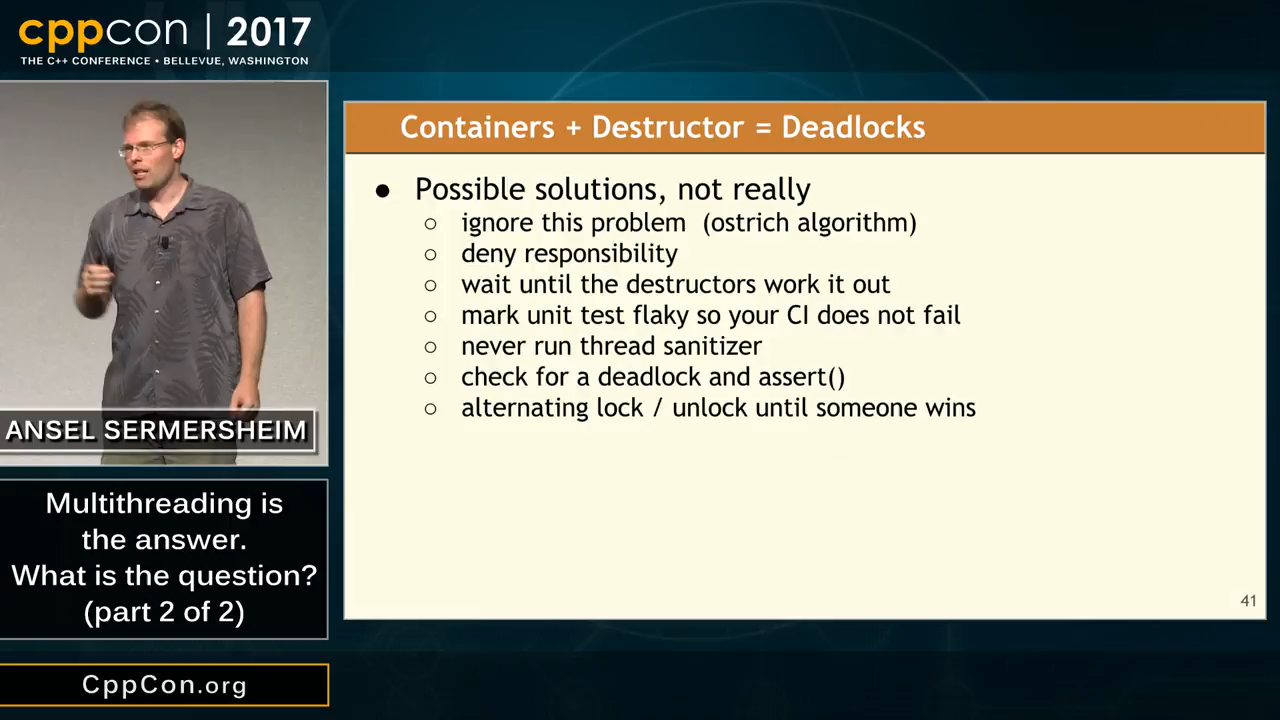 cppcon | 2017
THE C++ CONFERENCE • BELLEVUE, WASHINGTON
ANSEL SERMERSHEIM
Multithreading is
the answer.
What is the question?
(part 2 of 2)
CppCon.org
Containers + Destructor = Deadlocks
● Possible solutions, not really
○ ignore this problem (ostrich algorithm)
○ deny responsibility
○ wait until the destructors work it out
○ mark unit test flaky so your CI does not fail
○ never run thread sanitizer
○ check for a deadlock and assert()
○ alternating lock / unlock until someone wins
41